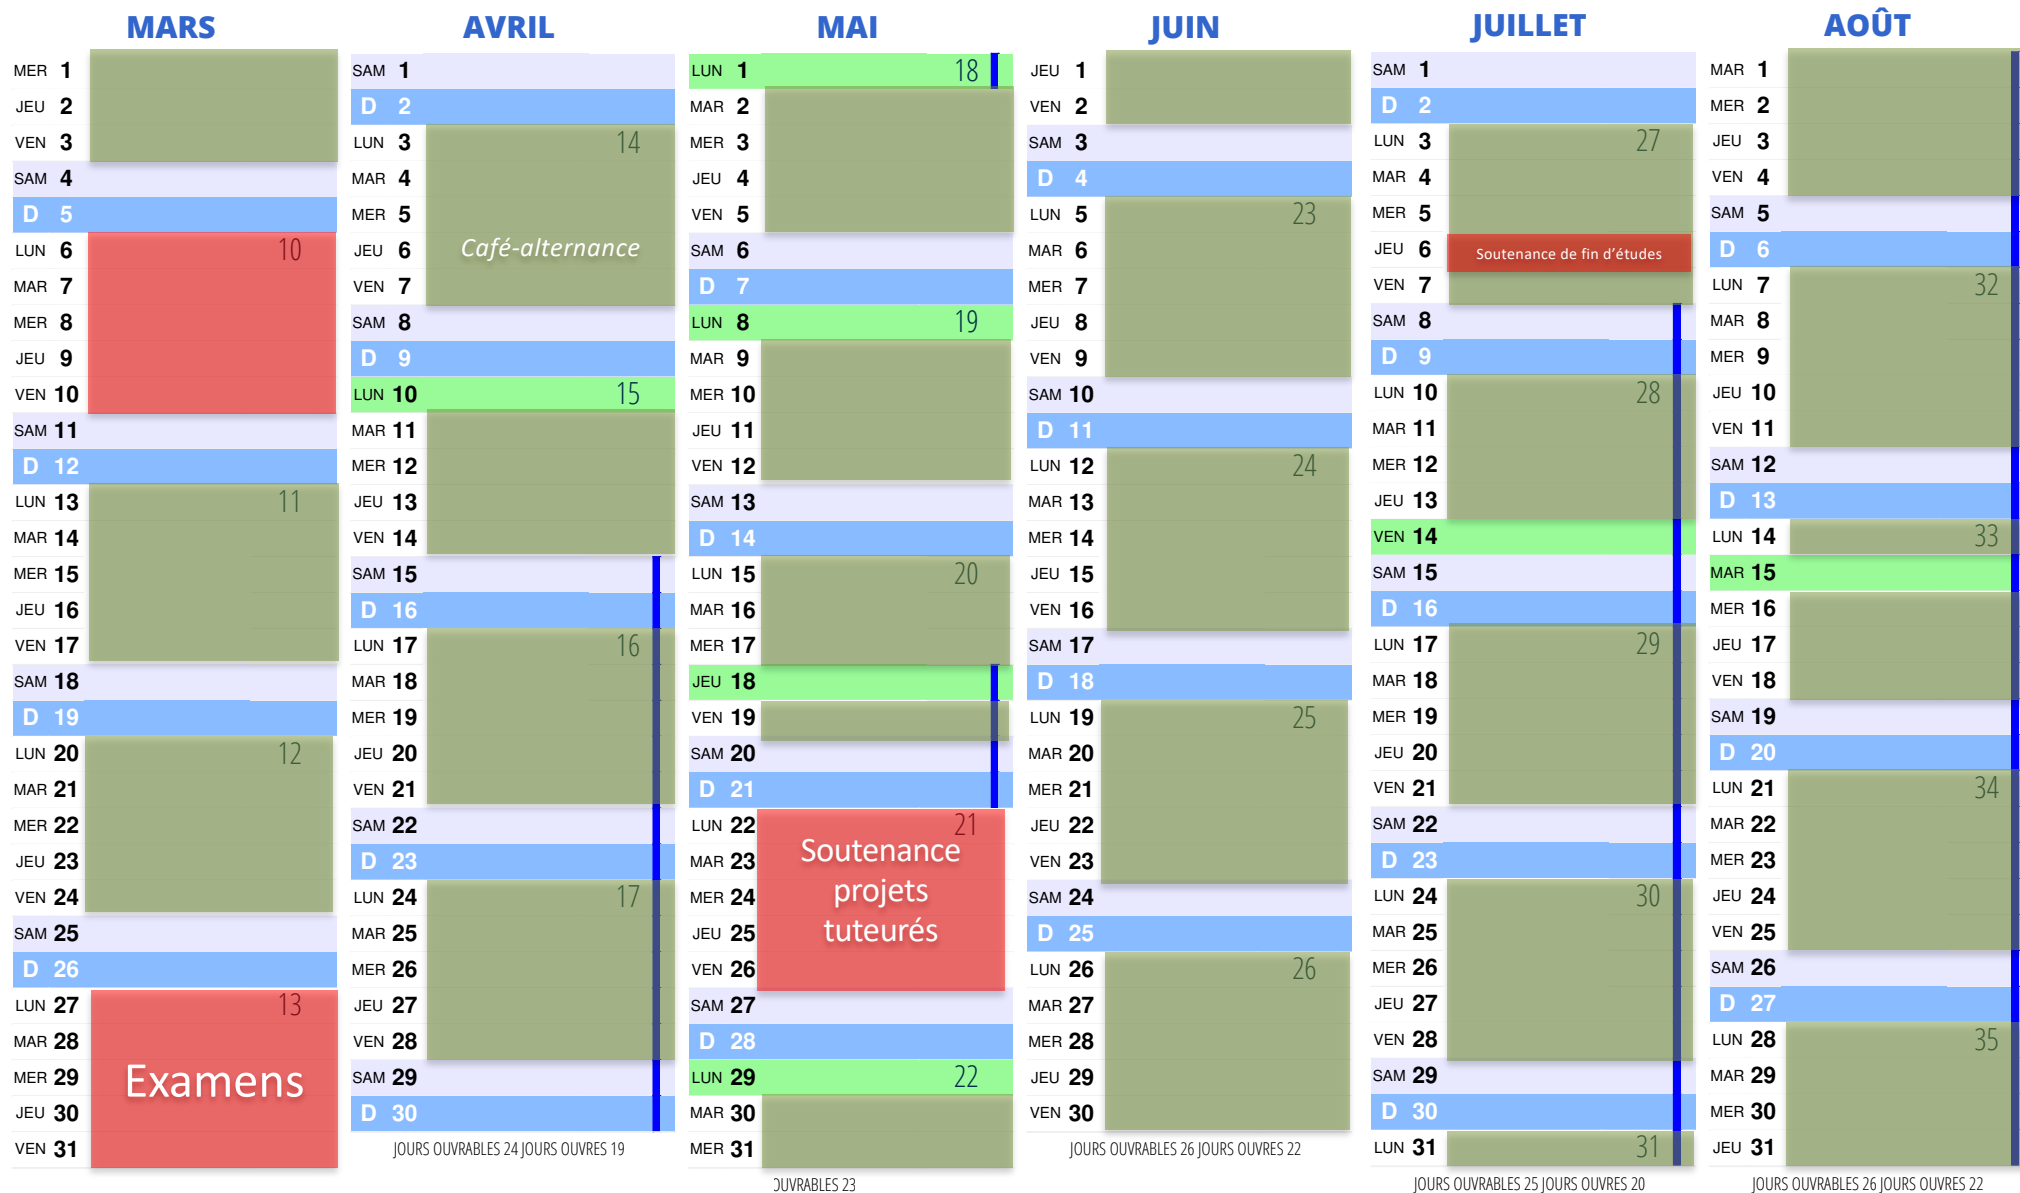 MARS
MER 1
JEU 2
VEN 3
SAM 4
D 5
LUN 6 10
MAR 7
MER 8
JEU 9
VEN 10
SAM 11
D 12
LUN 13 11
MAR 14
MER 15
JEU 16
VEN 17
SAM 18
D 19
LUN 20 12
MAR 21
MER 22
JEU 23
VEN 24
SAM 25
D 26
LUN 27 13
MAR 28
MER 29 Examens
JEU 30
VEN 31
AVRIL
SAM 1
D 2
LUN 3 14
MAR 4
MER 5
JEU 6 Café-alternance
VEN 7
SAM 8
D 9
LUN 10 15
MAR 11
MER 12
JEU 13
VEN 14
SAM 15
D 16
LUN 17 16
MAR 18
MER 19
JEU 20
VEN 21
SAM 22
D 23
LUN 24 17
MAR 25
MER 26
JEU 27
VEN 28
SAM 29
D 30
JOURS OUVRABLES 24 JOURS OUVRES 19
MAI
LUN 1 18
MAR 2
MER 3
JEU 4
VEN 5
SAM 6
D 7
LUN 8 19
MAR 9
MER 10
JEU 11
VEN 12
SAM 13
D 14
LUN 15 20
MAR 16
MER 17
JEU 18
VEN 19
SAM 20
D 21
LUN 22 21
Soutenance
MAR 23
MER 24 projets
JEU 25 tuteurés
VEN 26
SAM 27
D 28
LUN 29 22
MAR 30
MER 31
OUVRABLES 23
JUIN
JEU 1
VEN 2
SAM 3
D 4
LUN 5 23
MAR 6
MER 7
JEU 8
VEN 9
SAM 10
D 11
LUN 12 24
MAR 13
MER 14
JEU 15
VEN 16
SAM 17
D 18
LUN 19 25
MAR 20
MER 21
JEU 22
VEN 23
SAM 24
D 25
LUN 26 26
MAR 27
MER 28
JEU 29
VEN 30
JOURS OUVRABLES 26 JOURS OUVRES 22
JUILLET
SAM 1
D 2
LUN 3 27
MAR 4
MER 5
JEU 6 Soutenance de fin d'études
VEN 7
SAM 8
D 9
LUN 10 28
MAR 11
MER 12
JEU 13
VEN 14
SAM 15
D 16
LUN 17 29
MAR 18
MER 19
JEU 20
VEN 21
SAM 22
D 23
LUN 24 30
MAR 25
MER 26
JEU 27
VEN 28
SAM 29
D 30
LUN 31 31
JOURS OUVRABLES 25 JOURS OUVRES 20
AOÛT
MAR 1
MER 2
JEU 3
VEN 4
SAM 5
D 6
LUN 7 32
MAR 8
MER 9
JEU 10
VEN 11
SAM 12
D 13
LUN 14 33
MAR 15
MER 16
JEU 17
VEN 18
SAM 19
D 20
LUN 21 34
MAR 22
MER 23
JEU 24
VEN 25
SAM 26
D 27
LUN 28 35
MAR 29
MER 30
JEU 31
JOURS OUVRABLES 26 JOURS OUVRES 22